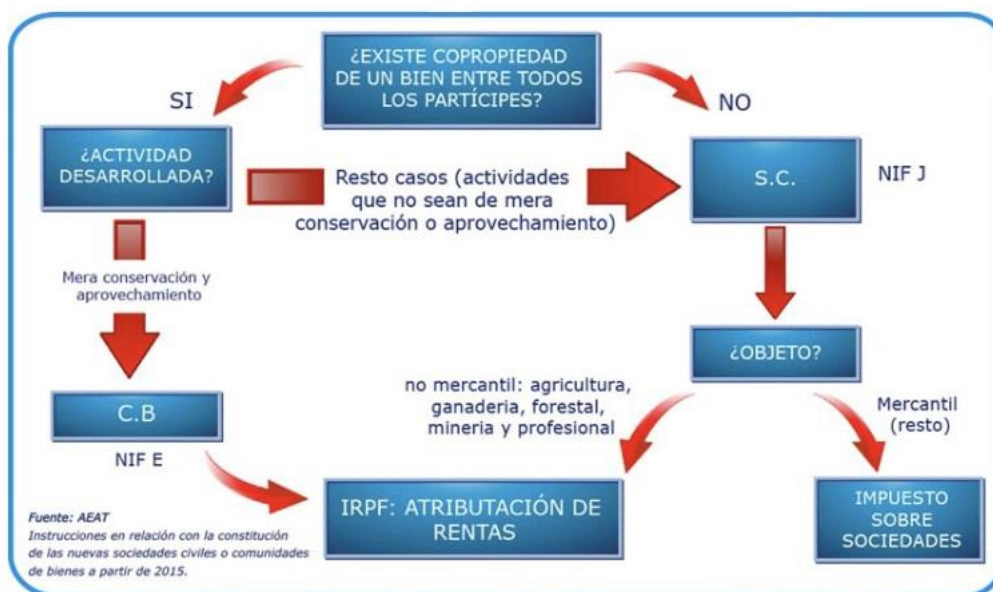 ¿EXISTE COPROPIEDAD
DE UN BIEN ENTRE TODOS
LOS PARTÍCIPES?
SI
NO
¿ACTIVIDAD
DESARROLLADA?
Resto casos (actividades
que no sean de mera
conservación o aprovechamiento)
S.C.
NIF J
Mera conservación y
aprovechamiento
¿OBJETO?
no mercantil: agricultura,
ganaderia, forestal,
mineria y profesional
Mercantil
(resto)
C.B
NIF E
IRPF: ATRIBUTACIÓN DE
RENTAS
IMPUESTO
SOBRE
SOCIEDADES
Fuente: AEAT
Instrucciones en relación con la constitución
de las nuevas sociedades civiles o comunidades
de bienes a partir de 2015.